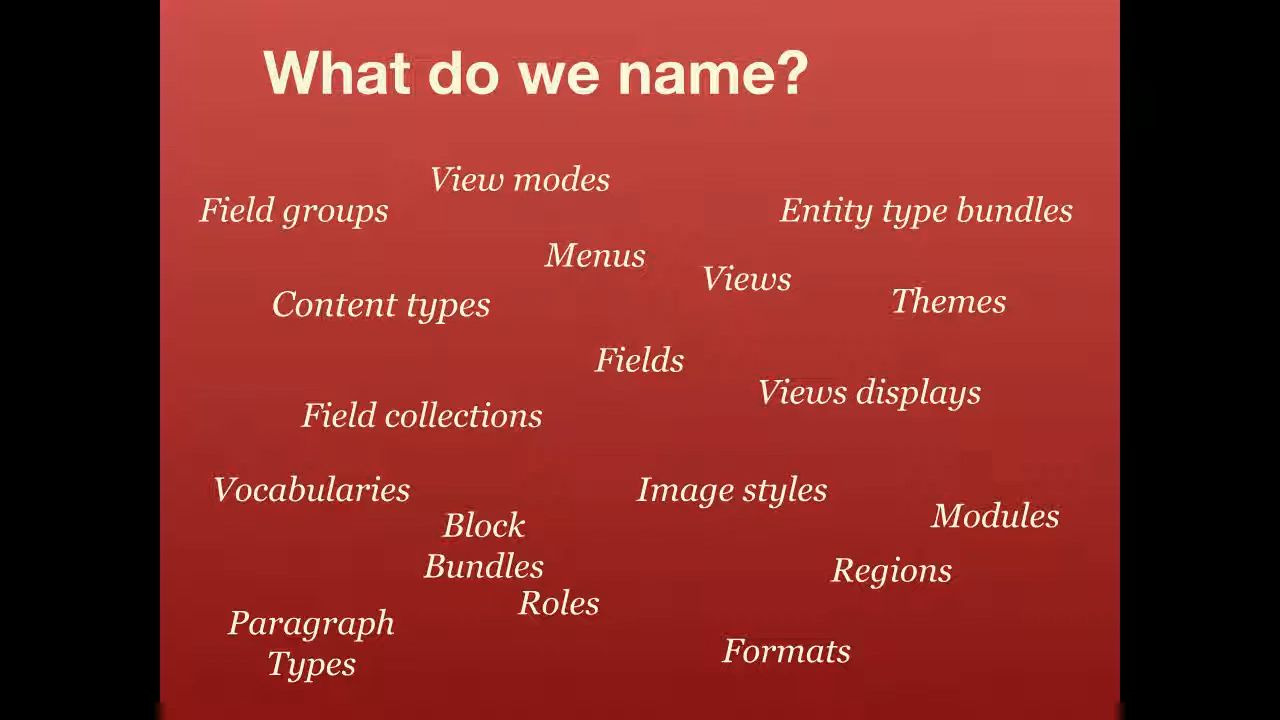 What do we name?
View modes
Field groups
Entity type bundles
Menus
Views
Themes
Content types
Fields
Views displays
Field collections
Vocabularies
Image styles
Modules
Block
Bundles
Regions
Roles
Paragraph
Types
Formats